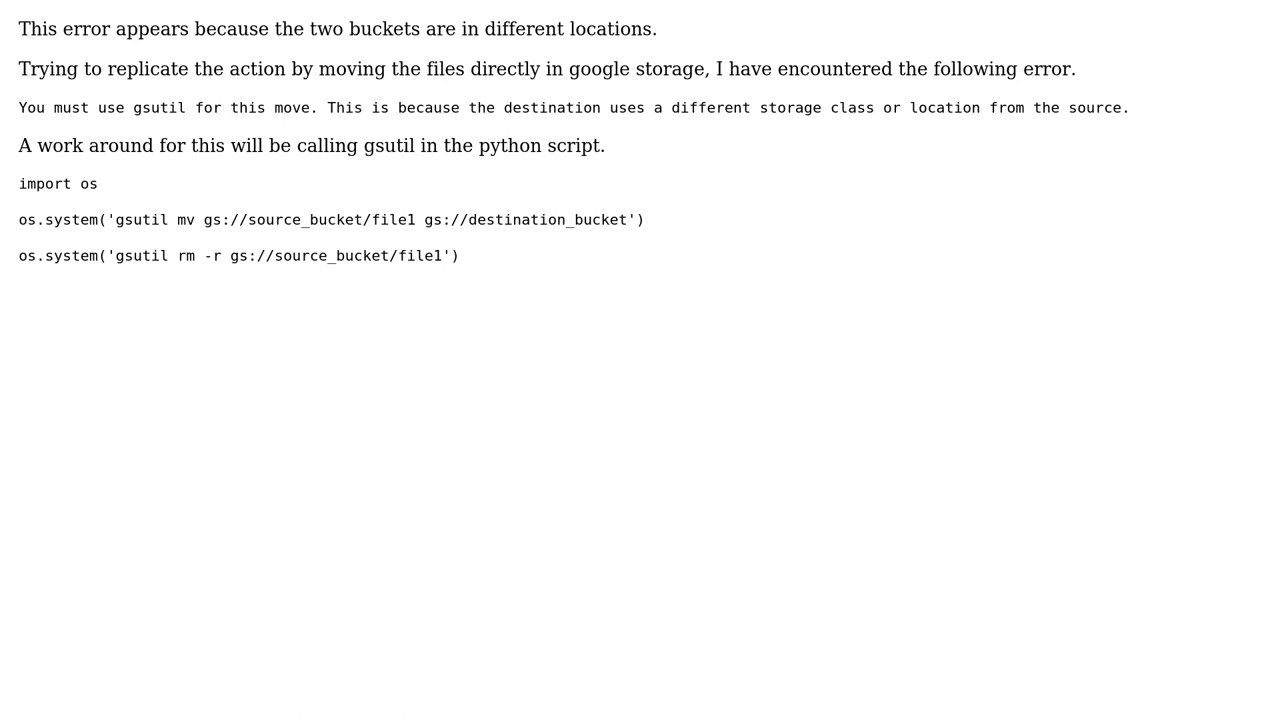 This error appears because the two buckets are in different locations.
Trying to replicate the action by moving the files directly in google storage, I have encountered the following error.
You must use gsutil for this move. This is because the destination uses a different storage class or location from the source.
A work around for this will be calling gsutil in the python script.
import os
os.system('gsutil mv gs://source_bucket/file1 gs://destination_bucket')
os.system('gsutil rm -r gs://source_bucket/file1')